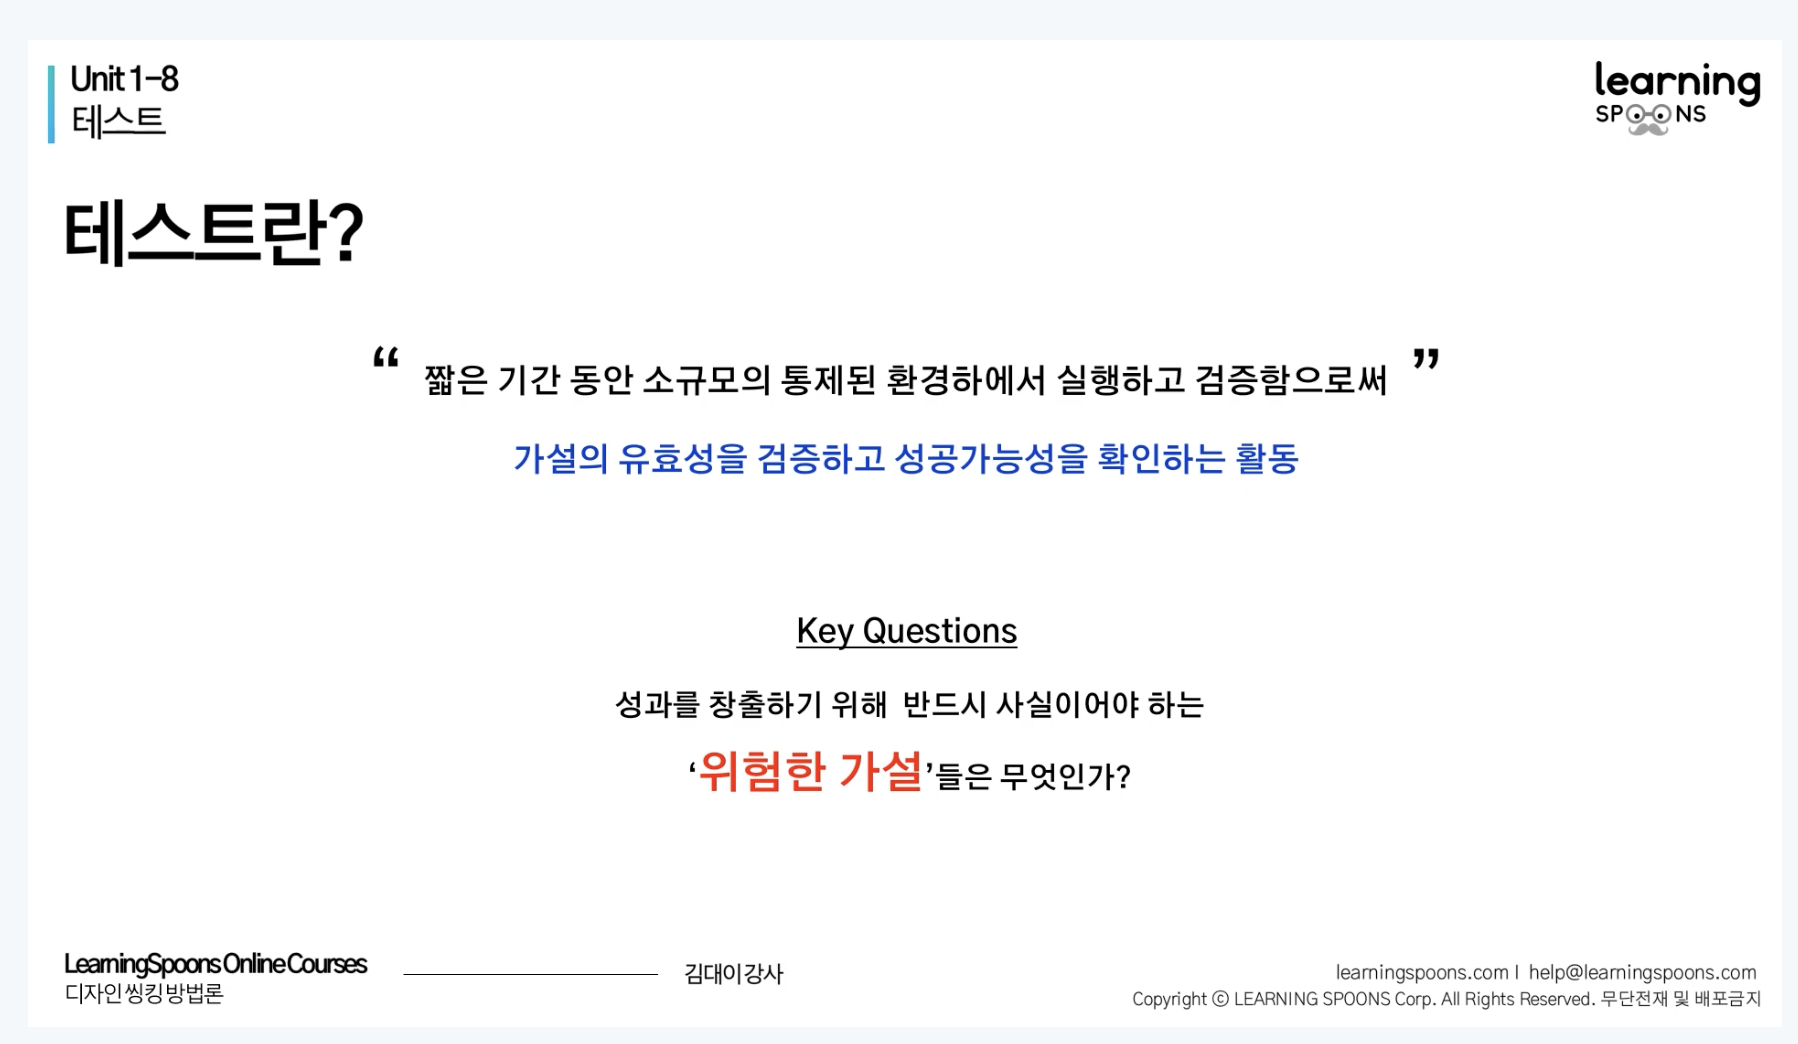 Unit 1-8
테스트
learning
SPOONS
테스트란?
“ 짧은 기간 동안 소규모의 통제된 환경하에서 실행하고 검증함으로써 ”
가설의 유효성을 검증하고 성공가능성을 확인하는 활동
Key Questions
성과를 창출하기 위해 반드시 사실이어야 하는
‘위험한 가설’들은 무엇인가?
LearningSpoons Online Courses
디자인 씽킹 방법론
김대이 강사
learningspoons.com I help@learningspoons.com
Copyright ⓒ LEARNING SPOONS Corp. All Rights Reserved. 무단전재 및 배포금지